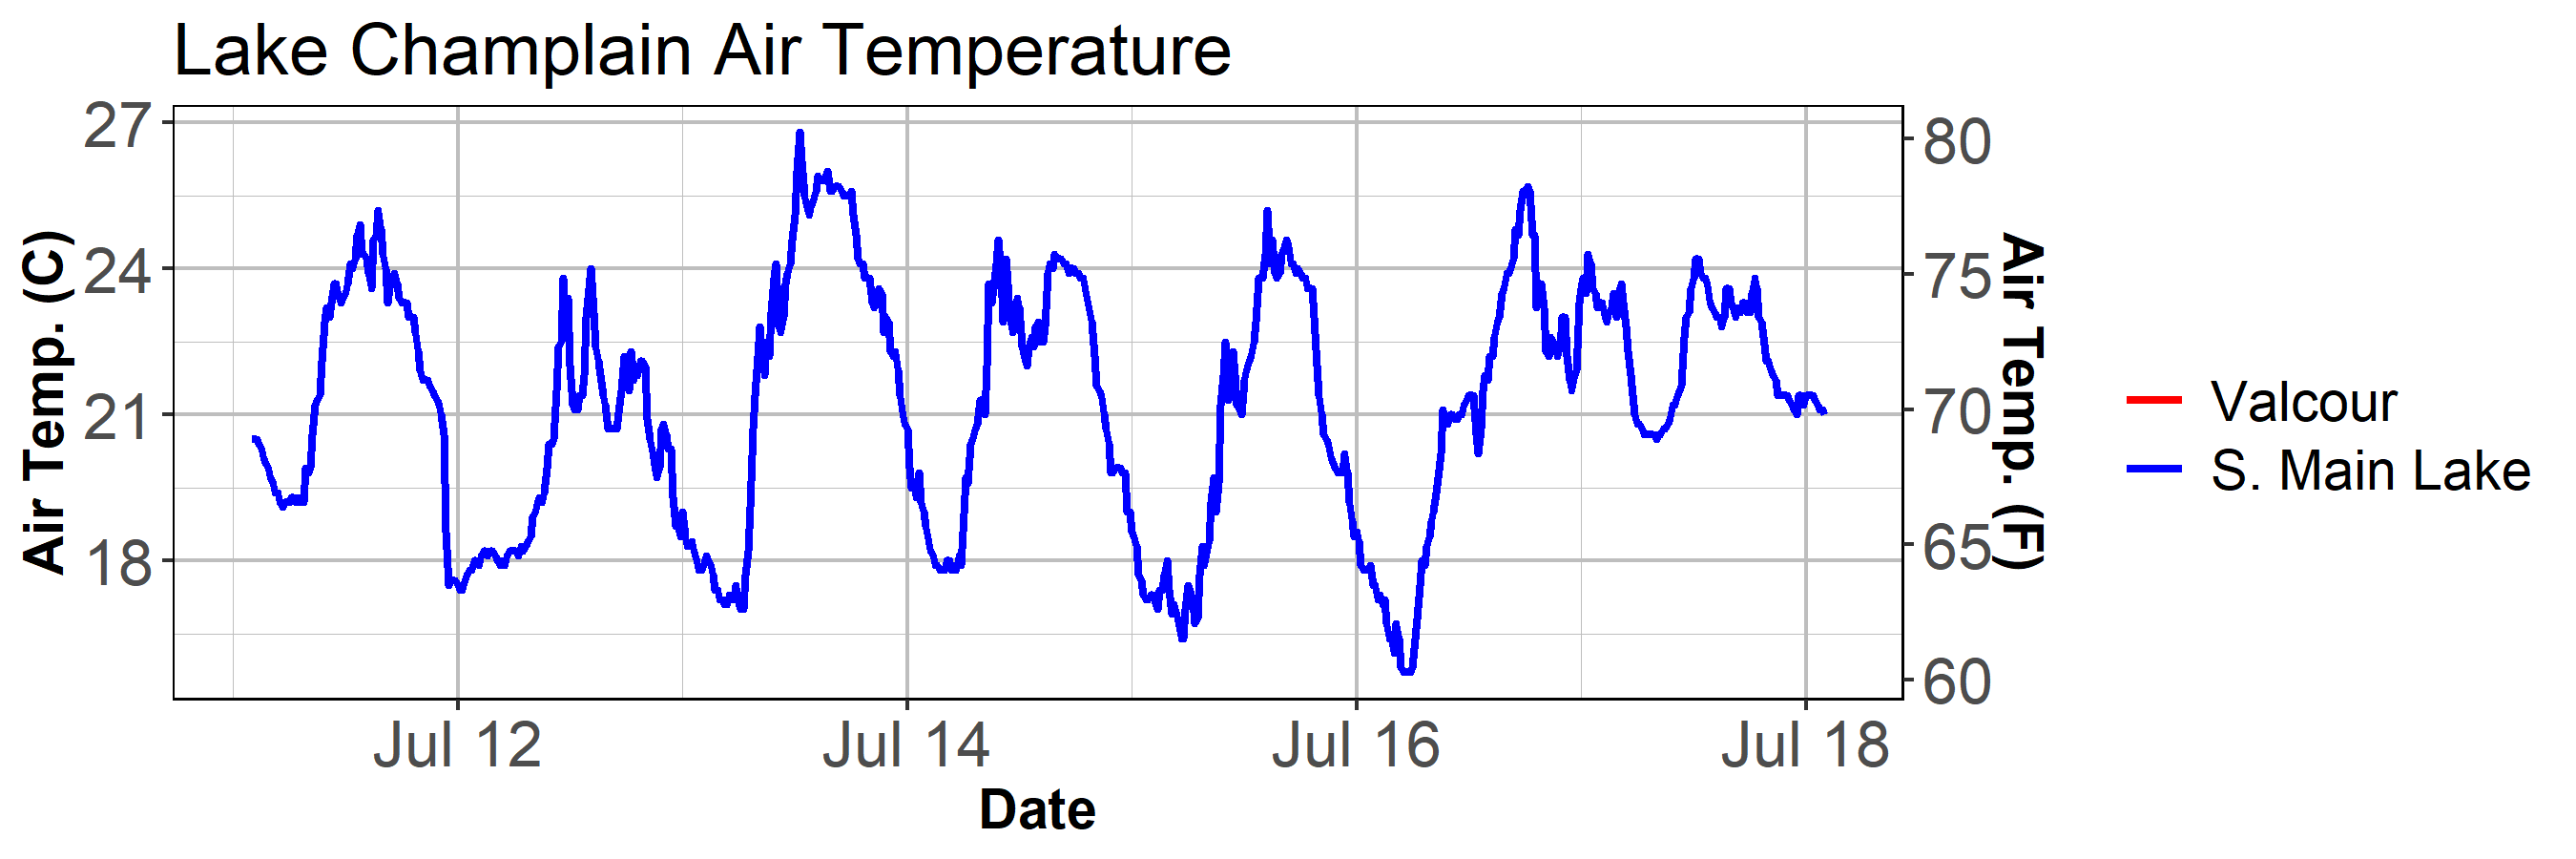 Lake Champlain Air Temperature
27
24
21
18
Air Temp. (C)
80
75
70
65
60
Air Temp. (F)
Jul 12
Jul 14
Jul 16
Jul 18
Date
Valcour
S. Main Lake